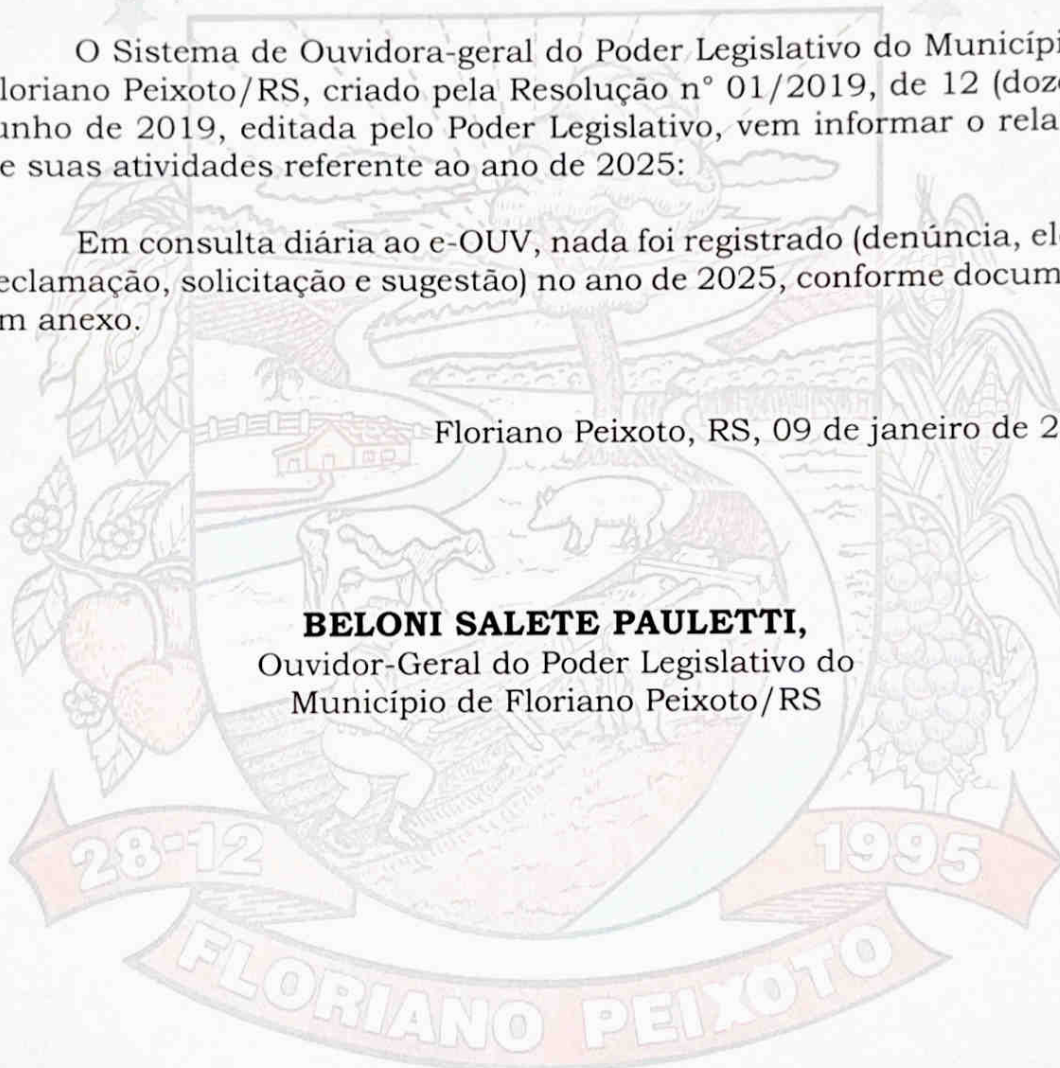 O Sistema de Ouvidora-geral do Poder Legislativo do Municípi
loriano Peixoto/RS, criado pela Resolução n° 01/2019, de 12 (doz
unho de 2019, editada pelo Poder Legislativo, vem informar o rela
e suas atividades referente ao ano de 2025:
Em consulta diária ao e-OUV, nada foi registrado (denúncia, el
eclamação, solicitação e sugestão) no ano de 2025, conforme docum
m anexo.
Floriano Peixoto, RS, 09 de janeiro de 2
BELONI SALETE PAULETTI,
Ouvidor-Geral do Poder Legislativo do
Município de Floriano Peixoto/RS
28-12
1995
FLORIANO PEIXOTO